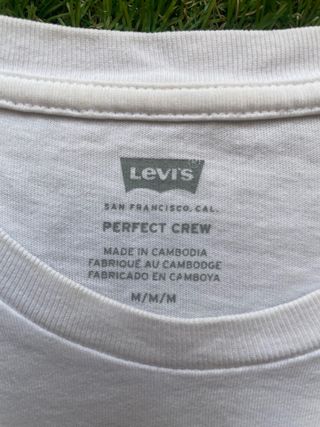 Levi's
SAN FRANCISCO, CAL.
PERFECT CREW
MADE IN CAMBODIA
FABRIQUÉ AU CAMBODGE
FABRICADO EN CAMBOYA
M/M/M